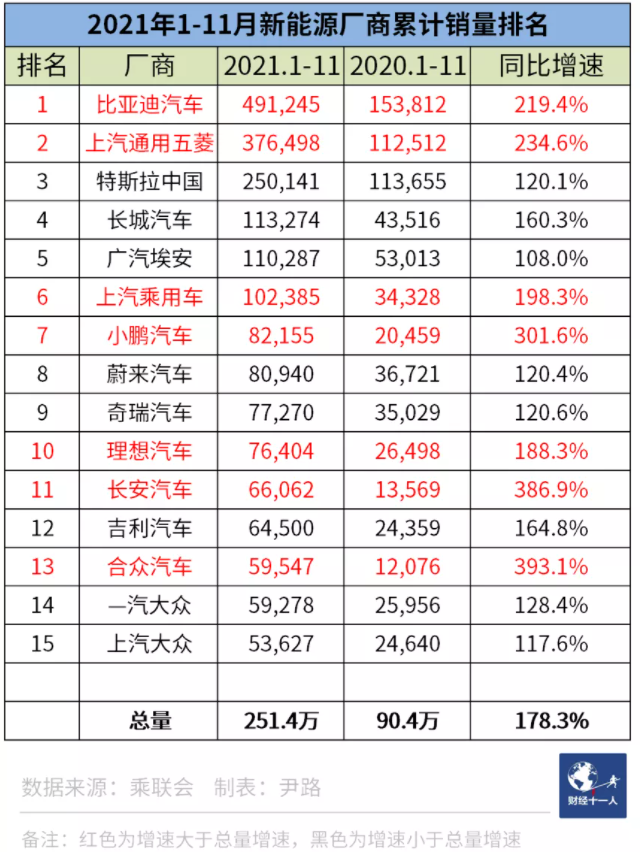 2021年1-11月新能源厂商累计销量排名
排名 厂商 2021.1-11 2020.1-11 同比增速
1 比亚迪汽车 491,245 153,812 219.4%
2 上汽通用五菱 376,498 112,512 234.6%
3 特斯拉中国 250,141 113,655 120.1%
4 长城汽车 113,274 43,516 160.3%
5 广汽埃安 110,287 53,013 108.0%
6 上汽乘用车 102,385 34,328 198.3%
7 小鹏汽车 82,155 20,459 301.6%
8 蔚来汽车 80,940 36,721 120.4%
9 奇瑞汽车 77,270 35,029 120.6%
10 理想汽车 76,404 26,498 188.3%
11 长安汽车 66,062 13,569 386.9%
12 吉利汽车 64,500 24,359 164.8%
13 合众汽车 59,547 12,076 393.1%
14 一汽大众 59,278 25,956 128.4%
15 上汽大众 53,627 24,640 117.6%
总量 251.4万 90.4万 178.3%
数据来源：乘联会 制表：尹路
财经十一人
备注：红色为增速大于总量增速，黑色为增速小于总量增速